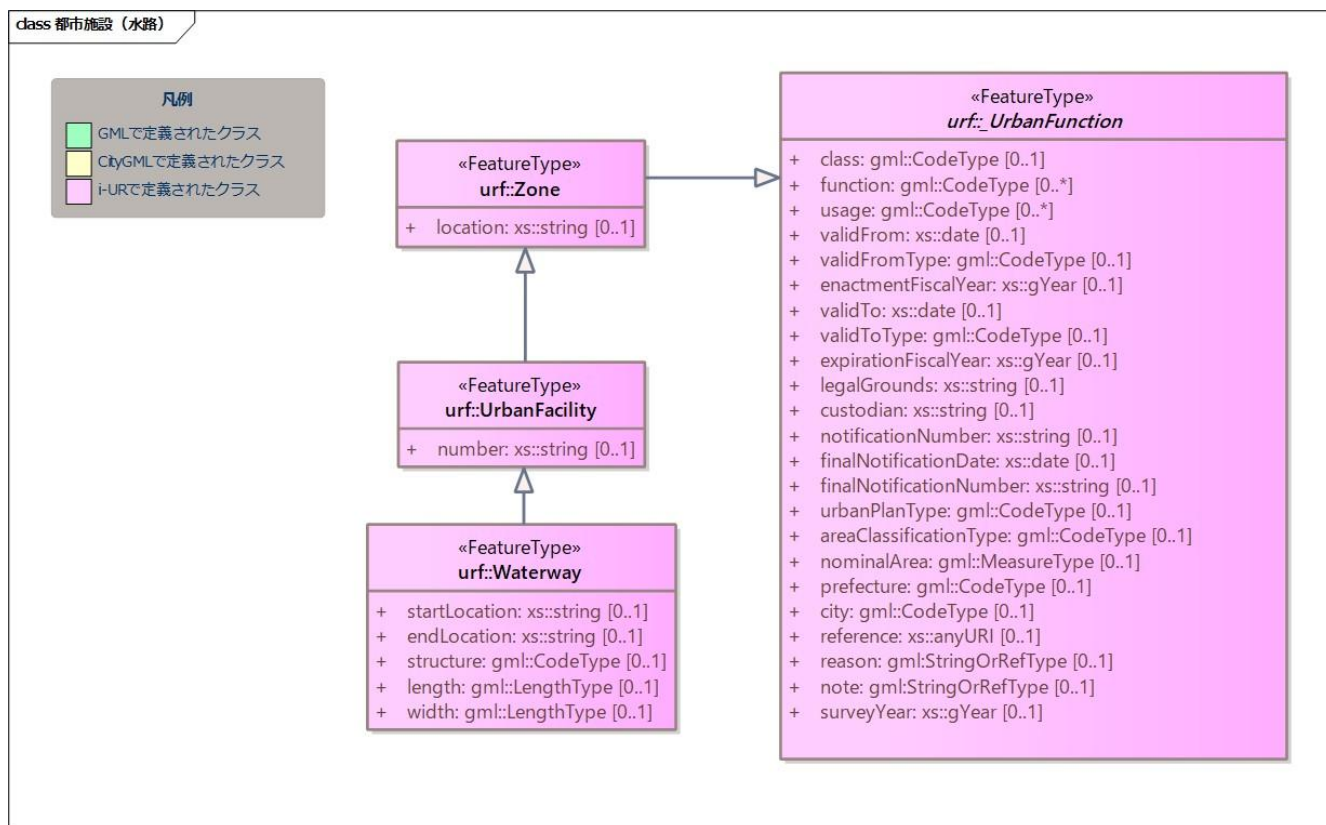 class 都市施設（水路）
凡例
GMLで定義されたクラス
CityGMLで定義されたクラス
i-URで定義されたクラス
«FeatureType»
urf::Zone
+ location: xs::string [0..1]
«FeatureType»
urf::UrbanFacility
+ number: xs::string [0..1]
«FeatureType»
urf::Waterway
+ startLocation: xs::string [0..1]
+ endLocation: xs::string [0..1]
+ structure: gml::CodeType [0..1]
+ length: gml::LengthType [0..1]
+ width: gml::LengthType [0..1]
«FeatureType»
urf::_UrbanFunction
+ class: gml::CodeType [0..1]
+ function: gml::CodeType [0..*]
+ usage: gml::CodeType [0..*]
+ validFrom: xs::date [0..1]
+ validFromType: gml::CodeType [0..1]
+ enactmentFiscalYear: xs::gYear [0..1]
+ validTo: xs::date [0..1]
+ validToType: gml::CodeType [0..1]
+ expirationFiscalYear: xs::gYear [0..1]
+ legalGrounds: xs::string [0..1]
+ custodian: xs::string [0..1]
+ notificationNumber: xs::string [0..1]
+ finalNotificationDate: xs::date [0..1]
+ finalNotificationNumber: xs::string [0..1]
+ urbanPlanType: gml::CodeType [0..1]
+ areaClassificationType: gml::CodeType [0..1]
+ nominalArea: gml::MeasureType [0..1]
+ prefecture: gml::CodeType [0..1]
+ city: gml::CodeType [0..1]
+ reference: xs::anyURI [0..1]
+ reason: gml:StringOrRefType [0..1]
+ note: gml:StringOrRefType [0..1]
+ surveyYear: xs::gYear [0..1]